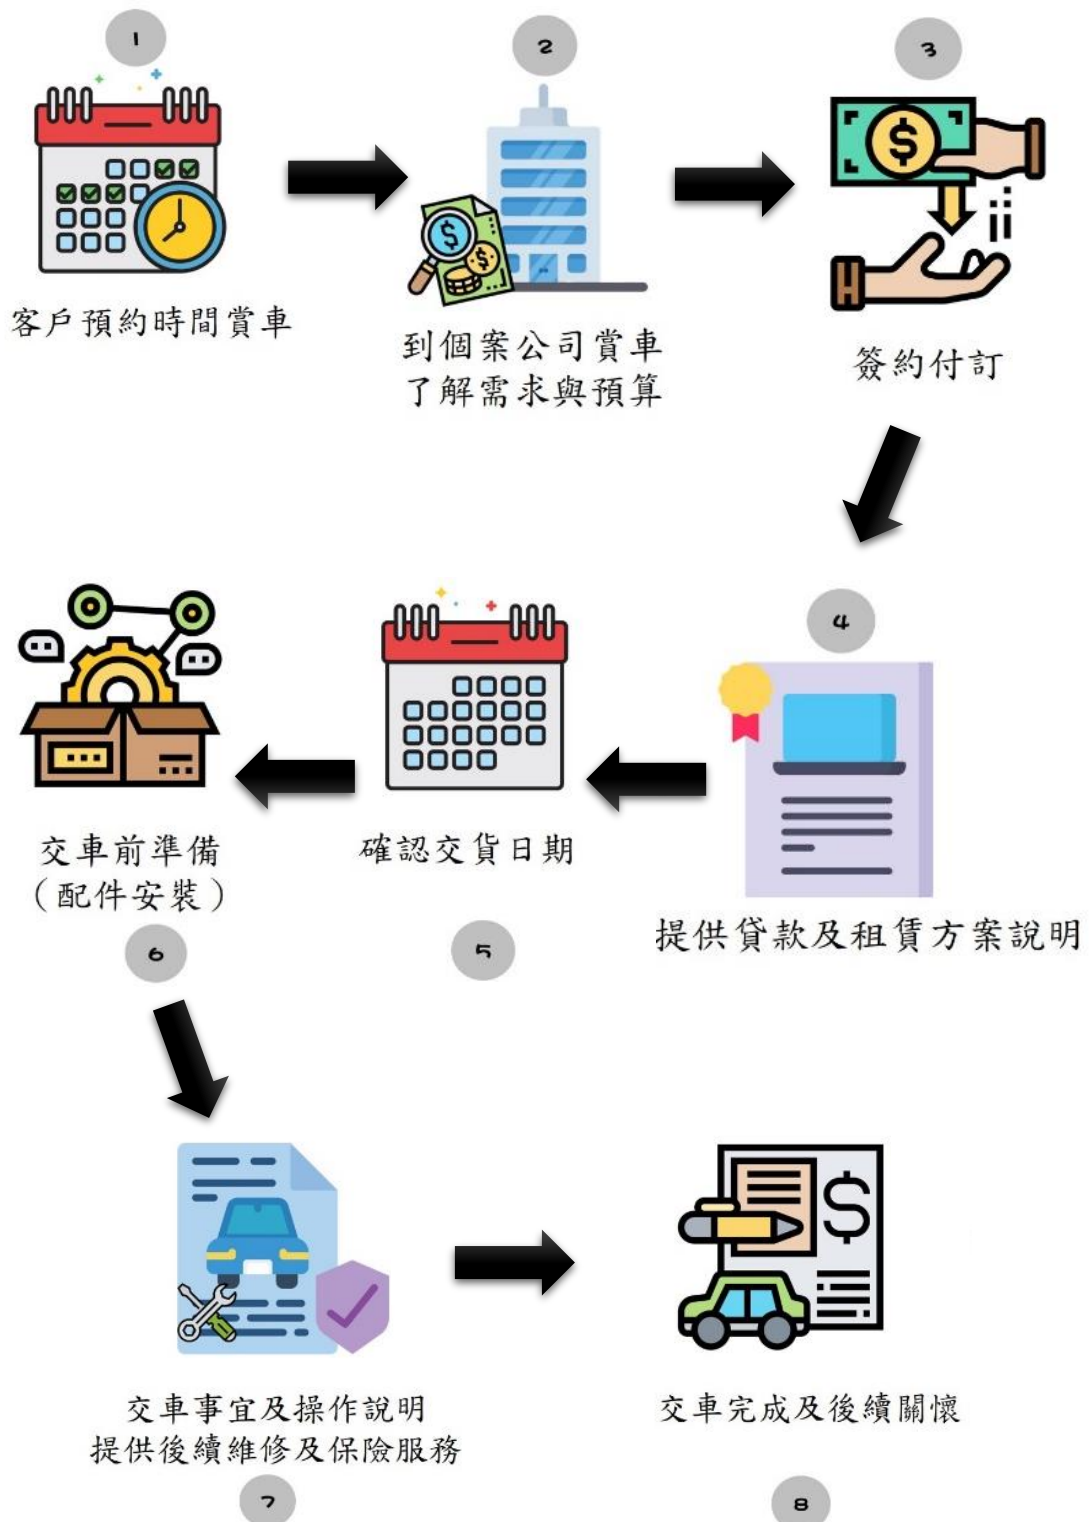 1
客戶預約時間賞車
2
到個案公司賞車
了解需求與預算
3
簽約付訂
4
提供貸款及租賃方案說明
5
確認交貨日期
6
交車前準備
（配件安裝）
7
交車事宜及操作說明
提供後續維修及保險服務
8
交車完成及後續關懷